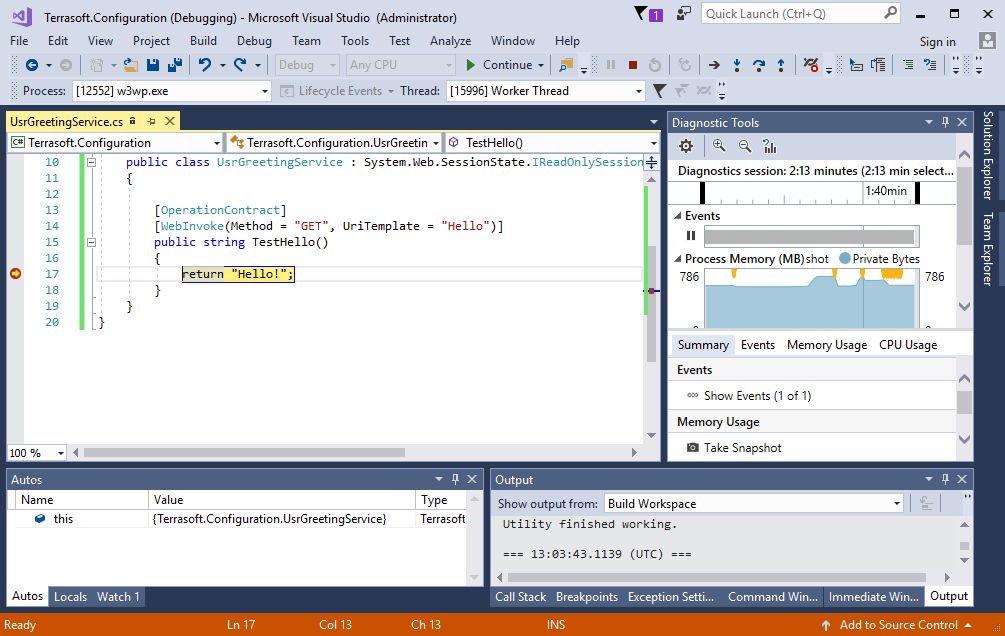 Terrasoft.Configuration (Debugging) - Microsoft Visual Studio (Administrator)
1
Quick Launch (Ctrl+Q)
File Edit View Project Build Debug Team Tools Test Analyze Window Help Sign in
Debug Any CPU Continue
Process: [12552] w3wp.exe Lifecycle Events Thread: [15996] Worker Thread
UsrGreetingService.cs
C# Terrasoft.Configuration Terrasoft.Configuration.UsrGreetin TestHello()
10 public class UsrGreetingService : System.Web.SessionState.IReadOnlySession
11 {
12
13 [OperationContract]
14 [WebInvoke(Method = "GET", UriTemplate = "Hello")]
15 public string TestHello()
16 {
17 return "Hello!";
18 }
19 }
20 }
100 %
Diagnostic Tools
Diagnostics session: 2:13 minutes (2:13 min select...
1:40min
Events
Process Memory (MB)shot Private Bytes
786 786
0 0
Summary Events Memory Usage CPU Usage
Events
Show Events (1 of 1)
Memory Usage
Take Snapshot
Solution Explorer
Team Explorer
Autos
Name Value Type
this {Terrasoft.Configuration.UsrGreetingService} Terrasoft
Autos Locals Watch 1
Output
Show output from: Build Workspace
Utility finished working.
=== 13:03:43.1139 (UTC) ===
Call Stack Breakpoints Exception Setti... Command Win... Immediate Win... Output
Ready Ln 17 Col 13 Ch 13 INS Add to Source Control